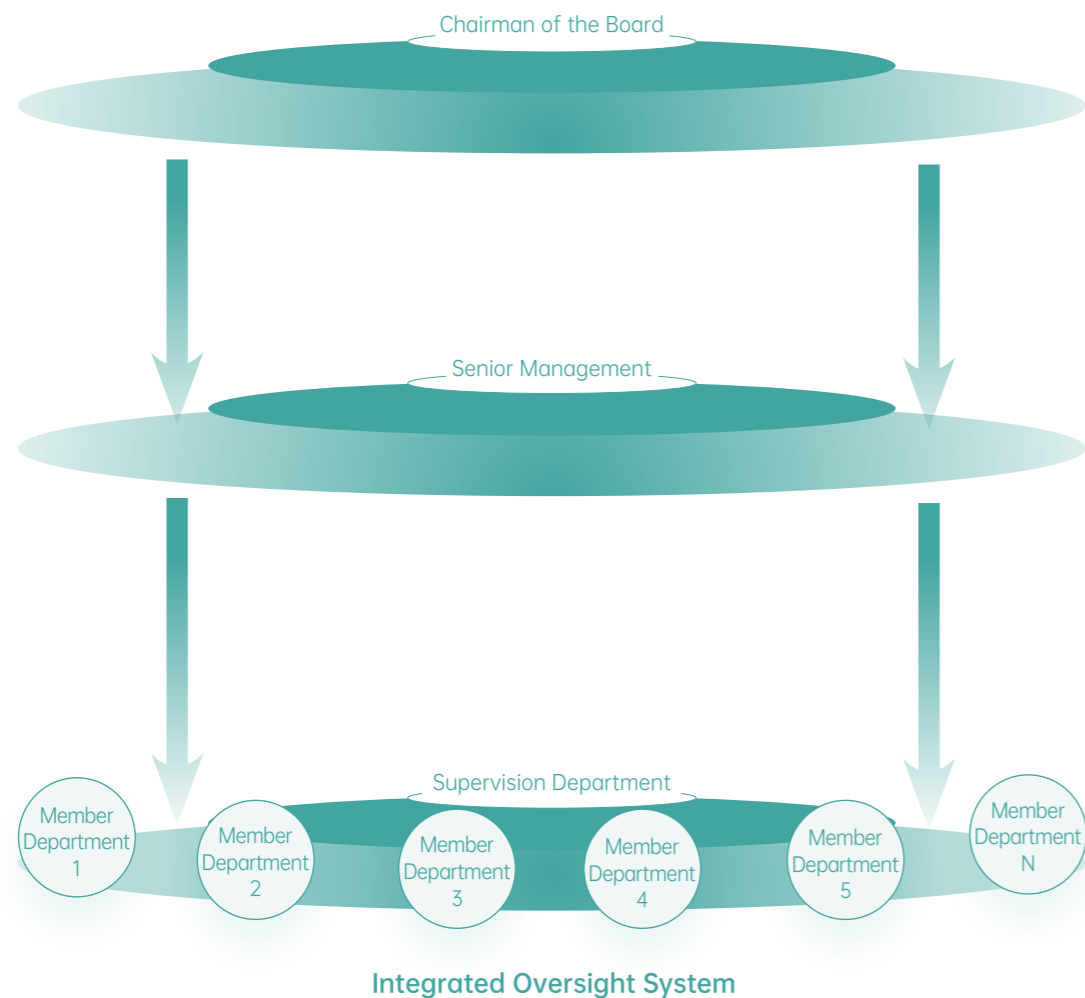 Chairman of the Board
Senior Management
Supervision Department
Member
Department
1
Member
Department
2
Member
Department
3
Member
Department
4
Member
Department
5
Member
Department
N
Integrated Oversight System